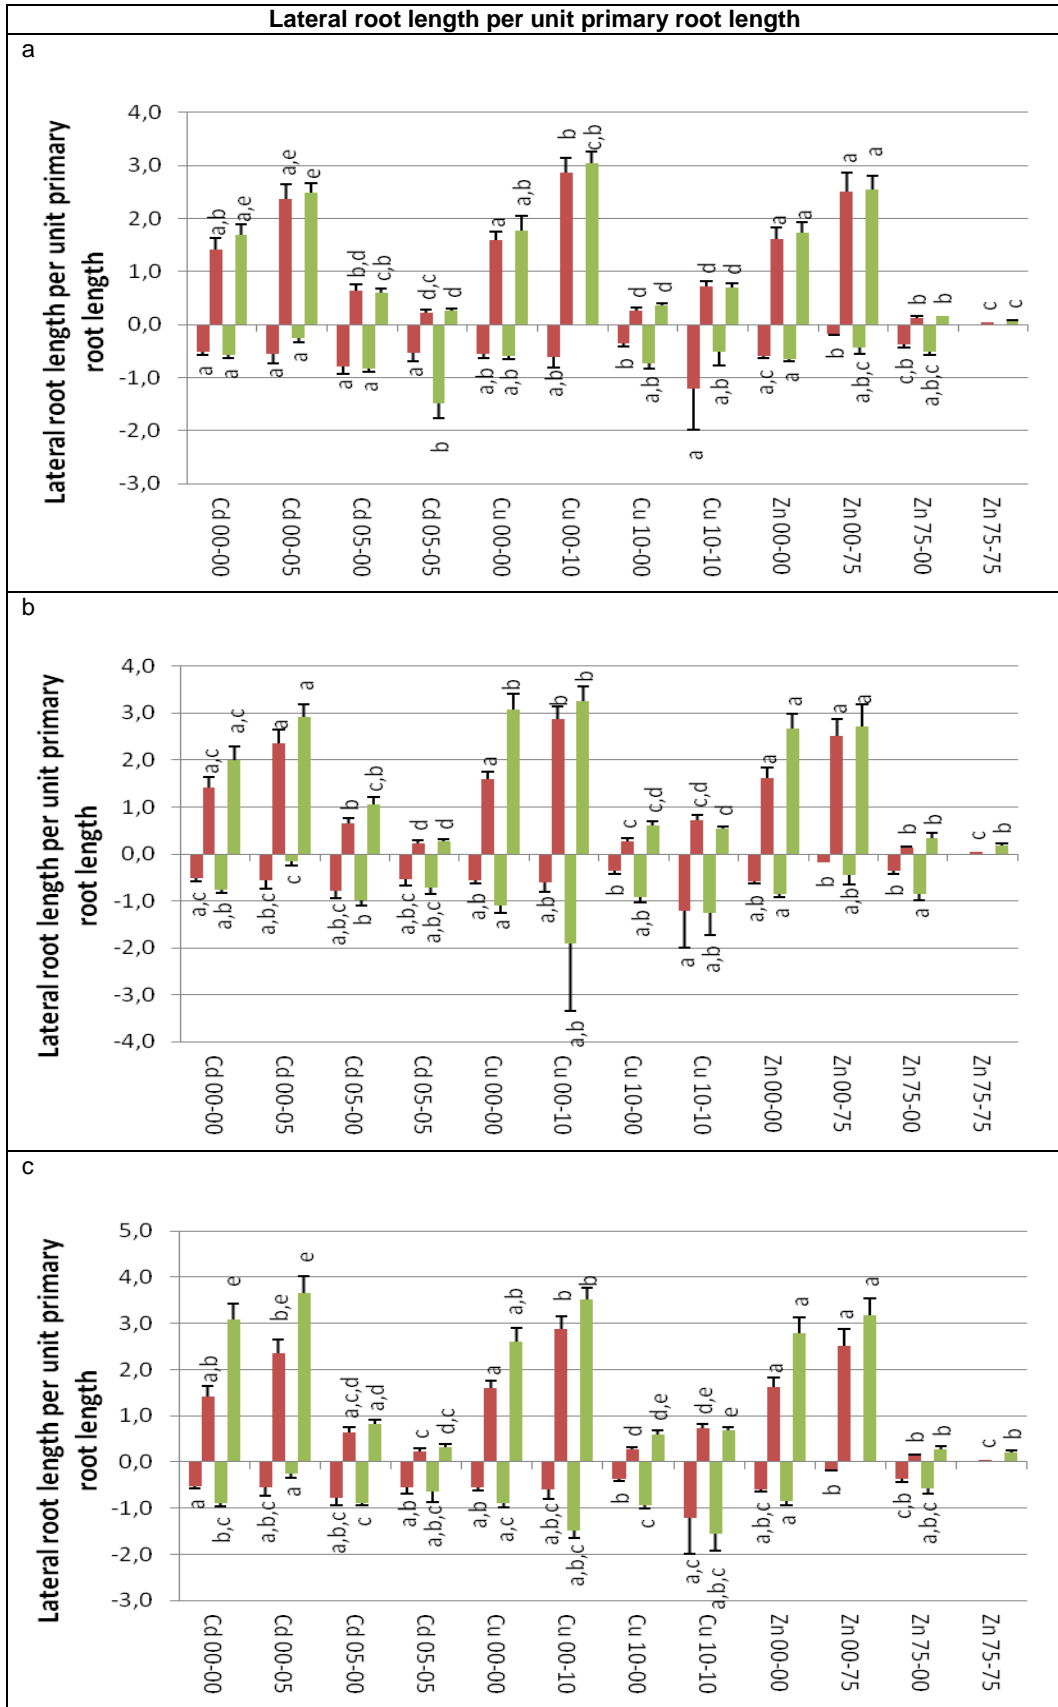 Lateral root length per unit primary root length
a
Lateral root length per unit primary
root length
4,0
3,0
2,0
1,0
0,0
-1,0
-2,0
-3,0
a,b a,e a,e e b,d c,b d,c d a a,b b c,b d d d d a a a a b b c c
a a a a a a a b a,b a,b a,b b a,b a a,b a,c a b a,b,c c,b a,b,c
Cd 00-00 Cd 00-05 Cd 05-00 Cd 05-05 Cu 00-00 Cu 00-10 Cu 10-00 Cu 10-10 Zn 00-00 Zn 00-75 Zn 75-00 Zn 75-75
b
Lateral root length per unit primary
root length
4,0
3,0
2,0
1,0
0,0
-1,0
-2,0
-3,0
-4,0
a,c a,c a a b c,b d d a b b b c c,d c,d d a a a a b b c b
a,c a,b a,b,c c a,b,c b a,b,c a,b,c a,b a a,b a,b b a,b a a,b a,b a b a,b b a
Cd 00-00 Cd 00-05 Cd 05-00 Cd 05-05 Cu 00-00 Cu 00-10 Cu 10-00 Cu 10-10 Zn 00-00 Zn 00-75 Zn 75-00 Zn 75-75
c
Lateral root length per unit primary
root length
5,0
4,0
3,0
2,0
1,0
0,0
-1,0
-2,0
-3,0
a,b e b,e e a,c,d a,d c d,c a a,b b b d d,e d,e e a a a a b b c b
a b,c a,b,c a a,b,c c a,b a,b,c a,b a,c a,b,c a,b,c b c a,c a,b,c a,b,c a b c,b a,b,c
Cd 00-00 Cd 00-05 Cd 05-00 Cd 05-05 Cu 00-00 Cu 00-10 Cu 10-00 Cu 10-10 Zn 00-00 Zn 00-75 Zn 75-00 Zn 75-75